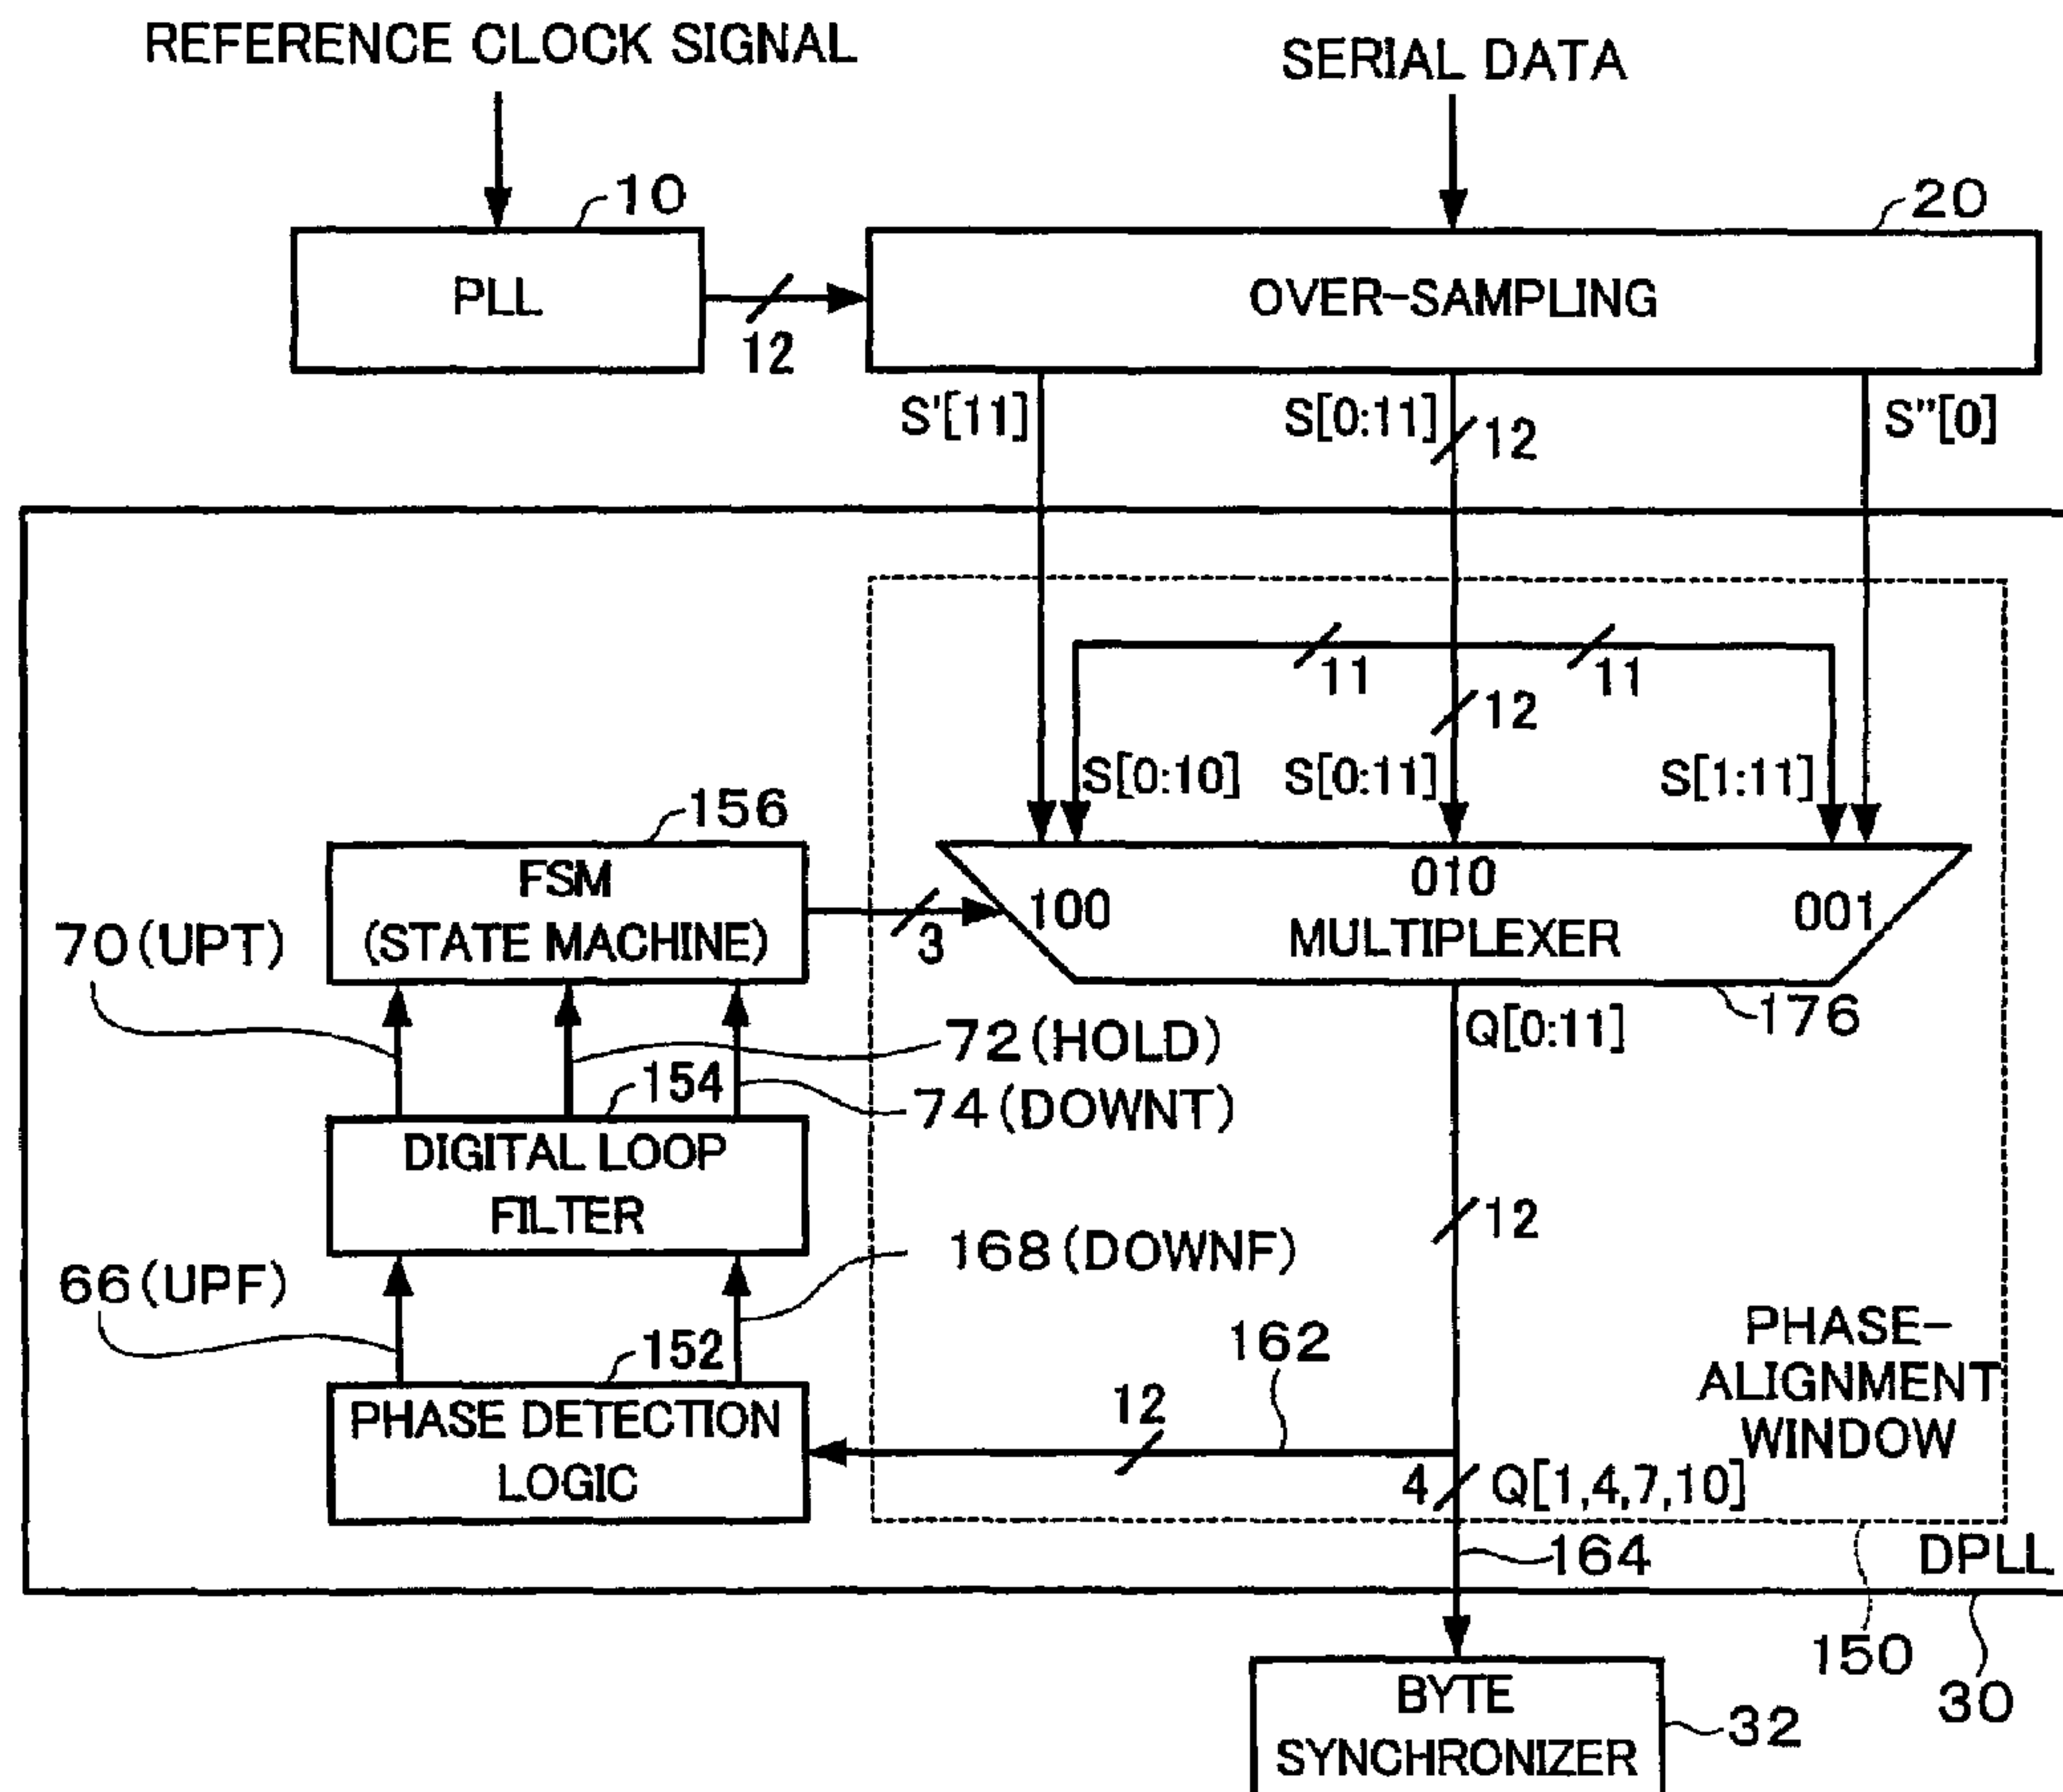 REFERENCE CLOCK SIGNAL
SERIAL DATA
10
20
PLL
12
OVER-SAMPLING
S'[11]
S[0:11]
12
S"[0]
11
11
12
S[0:10]
S[0:11]
S[1:11]
156
FSM
(STATE MACHINE)
3
100
010
001
MULTIPLEXER
176
70(UPT)
72(HOLD)
74(DOWNT)
Q[0:11]
154
DIGITAL LOOP
FILTER
12
168(DOWNF)
66(UPF)
152
162
PHASE DETECTION
LOGIC
12
PHASE-
ALIGNMENT
WINDOW
4
Q[1,4,7,10]
164
DPLL
150
30
BYTE
SYNCHRONIZER
32